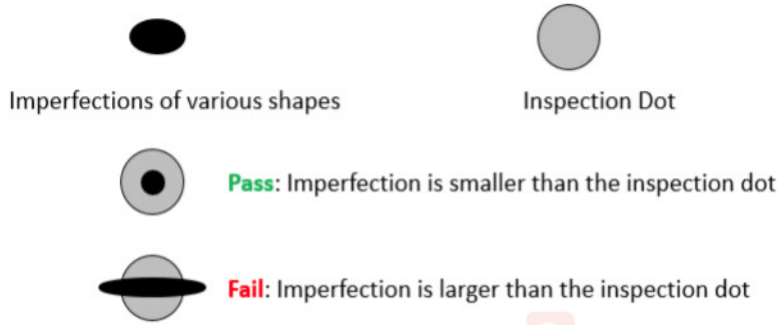 Imperfections of various shapes
Inspection Dot
Pass: Imperfection is smaller than the inspection dot
Fail: Imperfection is larger than the inspection dot